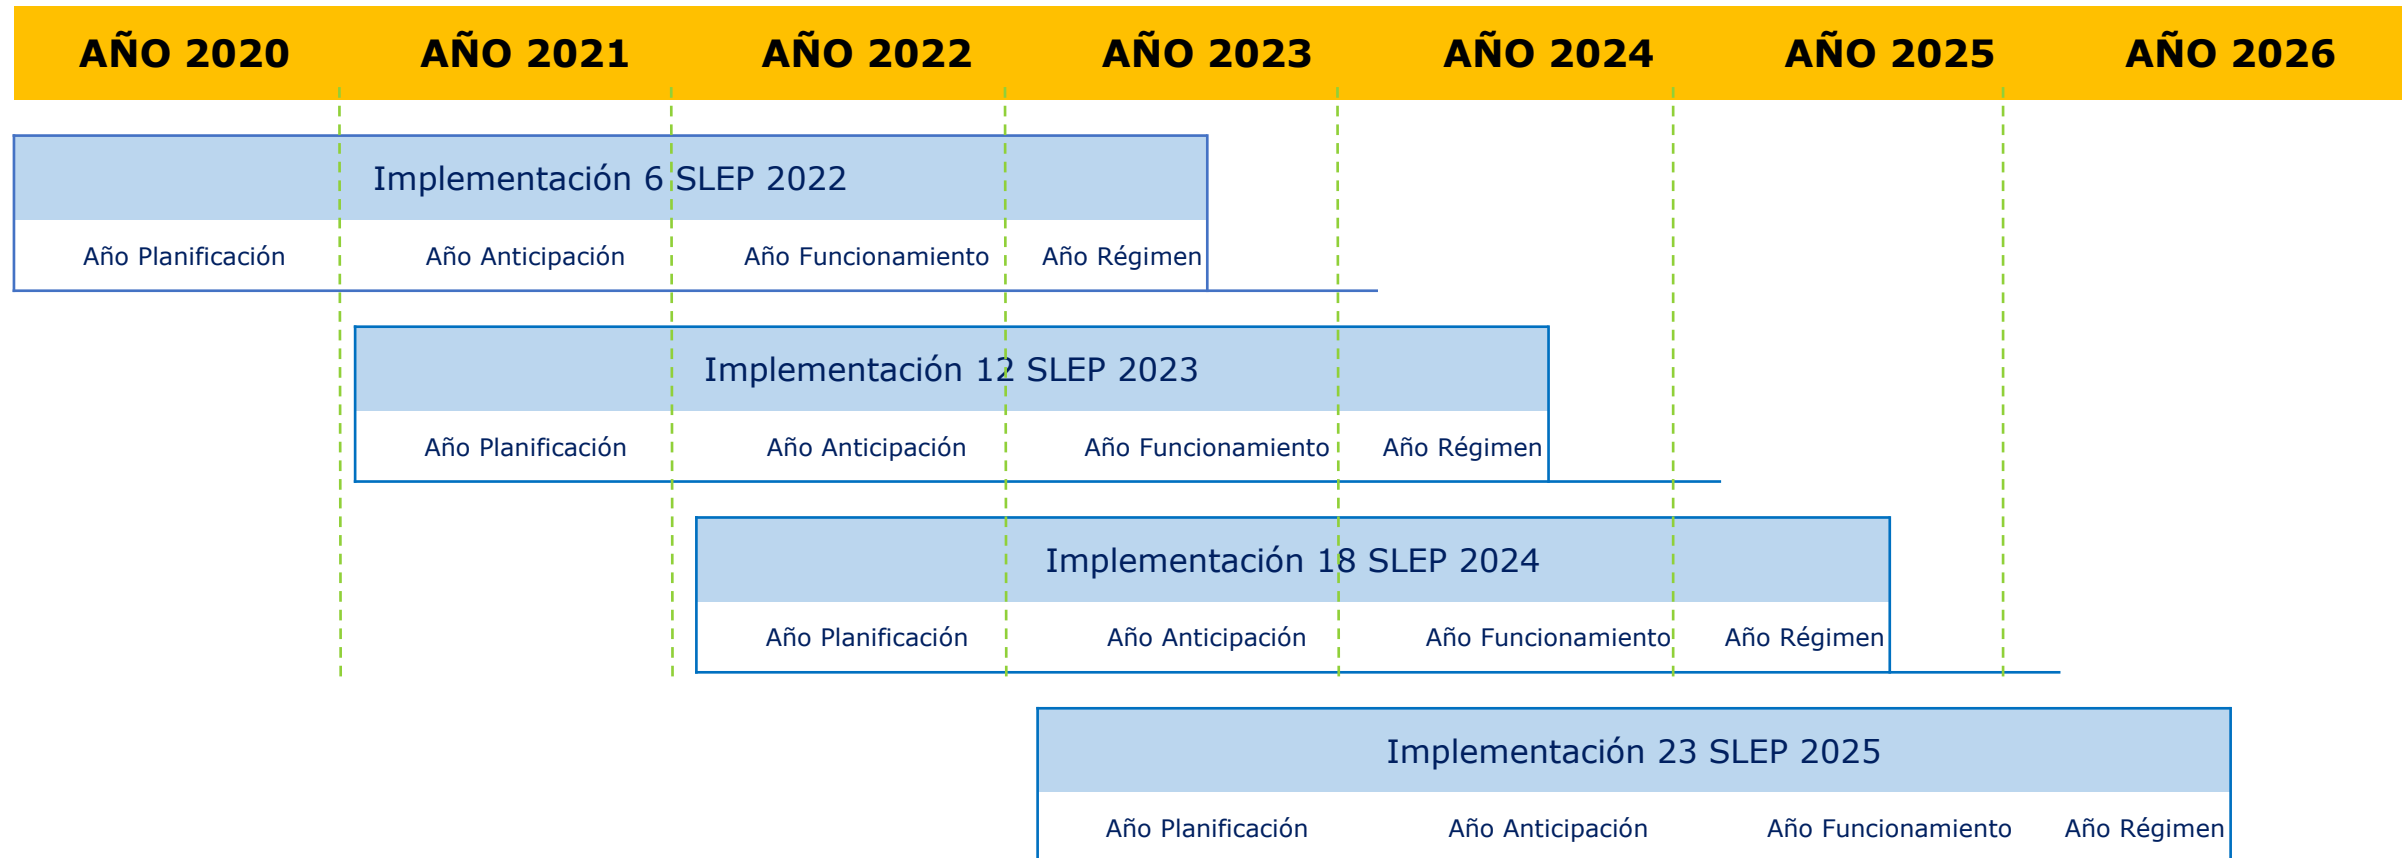 AÑO 2020 AÑO 2021 AÑO 2022 AÑO 2023 AÑO 2024 AÑO 2025 AÑO 2026
Implementación 6 SLEP 2022
Año Planificación Año Anticipación Año Funcionamiento Año Régimen
Implementación 12 SLEP 2023
Año Planificación Año Anticipación Año Funcionamiento Año Régimen
Implementación 18 SLEP 2024
Año Planificación Año Anticipación Año Funcionamiento Año Régimen
Implementación 23 SLEP 2025
Año Planificación Año Anticipación Año Funcionamiento Año Régimen